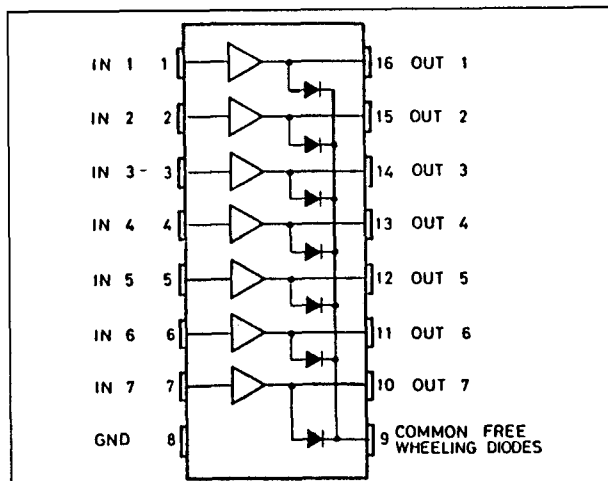 IN 1 1 16 OUT 1
IN 2 2 15 OUT 2
IN 3- 3 14 OUT 3
IN 4 4 13 OUT 4
IN 5 5 12 OUT 5
IN 6 6 11 OUT 6
IN 7 7 10 OUT 7
GND 8 9 COMMON FREE
WHEELING DIODES